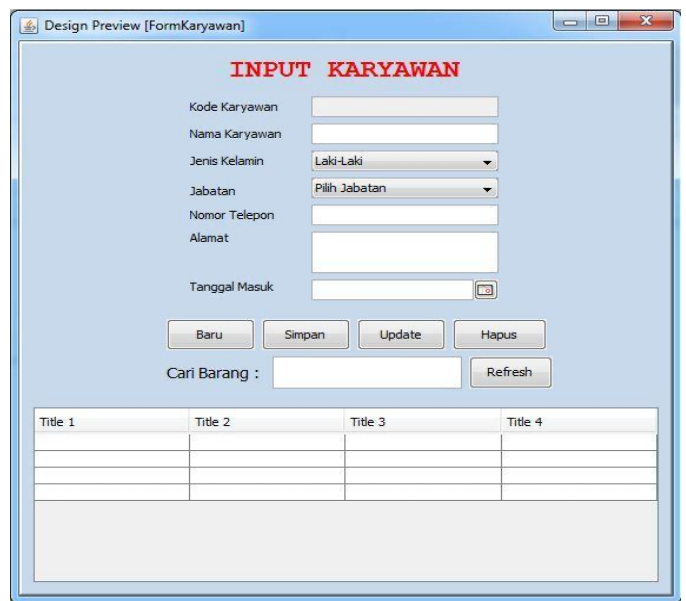 Design Preview [FormKaryawan]
INPUT KARYAWAN
Kode Karyawan
Nama Karyawan
Jenis Kelamin Laki-Laki
Jabatan Pilih Jabatan
Nomor Telepon
Alamat
Tanggal Masuk
Baru Simpan Update Hapus
Cari Barang : Refresh
Title 1 Title 2 Title 3 Title 4